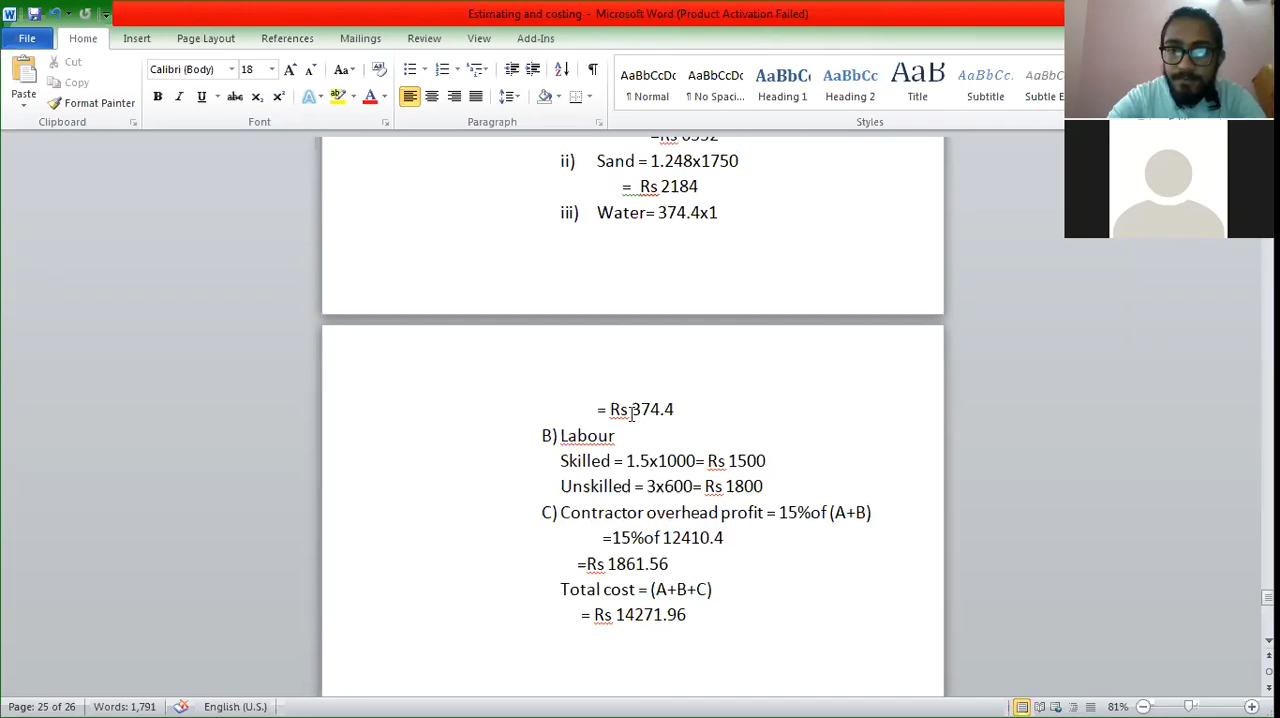 Estimating and costing - Microsoft Word (Product Activation Failed)
File Home Insert Page Layout References Mailings Review View Add-Ins
Cut
Copy
Format Painter
Paste
Clipboard
Calibri (Body) 18
Font
Paragraph
AaBbCcDc AaBbCcDc AaBbC( AaBbCc AaB AaBbCc. AaBbCc
¶ Normal ¶ No Spaci... Heading 1 Heading 2 Title Subtitle Subtle E
Styles
ii) Sand = 1.248x1750
= Rs 2184
iii) Water= 374.4x1
= Rs 374.4
B) Labour
Skilled = 1.5x1000= Rs 1500
Unskilled = 3x600= Rs 1800
C) Contractor overhead profit = 15%of (A+B)
=15%of 12410.4
=Rs 1861.56
Total cost = (A+B+C)
= Rs 14271.96
Page: 25 of 26 Words: 1,791 English (U.S.) 81%